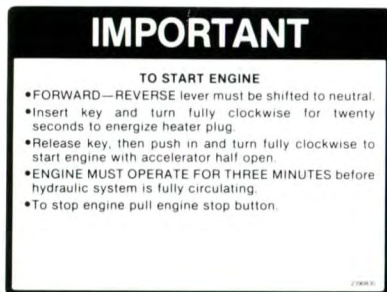 IMPORTANT
TO START ENGINE
•FORWARD—REVERSE lever must be shifted to neutral.
•Insert key and turn fully clockwise for twenty
seconds to energize heater plug.
•Release key, then push in and turn fully clockwise to
start engine with accelerator half open.
•ENGINE MUST OPERATE FOR THREE MINUTES before
hydraulic system is fully circulating.
•To stop engine pull engine stop button.